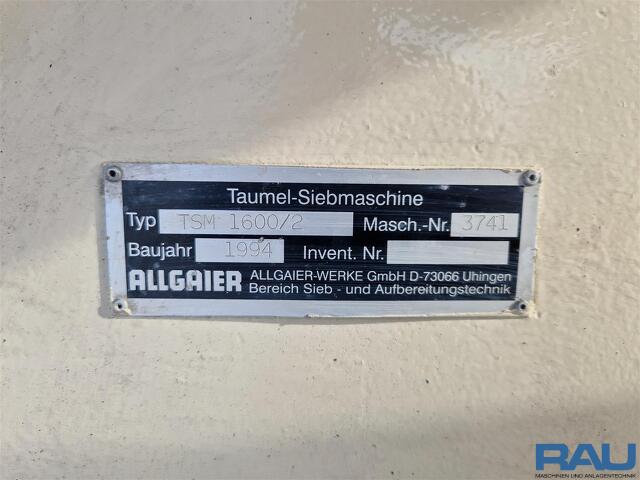 Taumel-Siebmaschine
Typ TSM 1600/2 Masch.-Nr. 3741
Baujahr 1994 Invent. Nr.
ALLGAIER ALLGAIER-WERKE GmbH D-73066 Uhingen
Bereich Sieb - und Aufbereitungstechnik
RAU
MASCHINEN UND ANLAGENTECHNIK